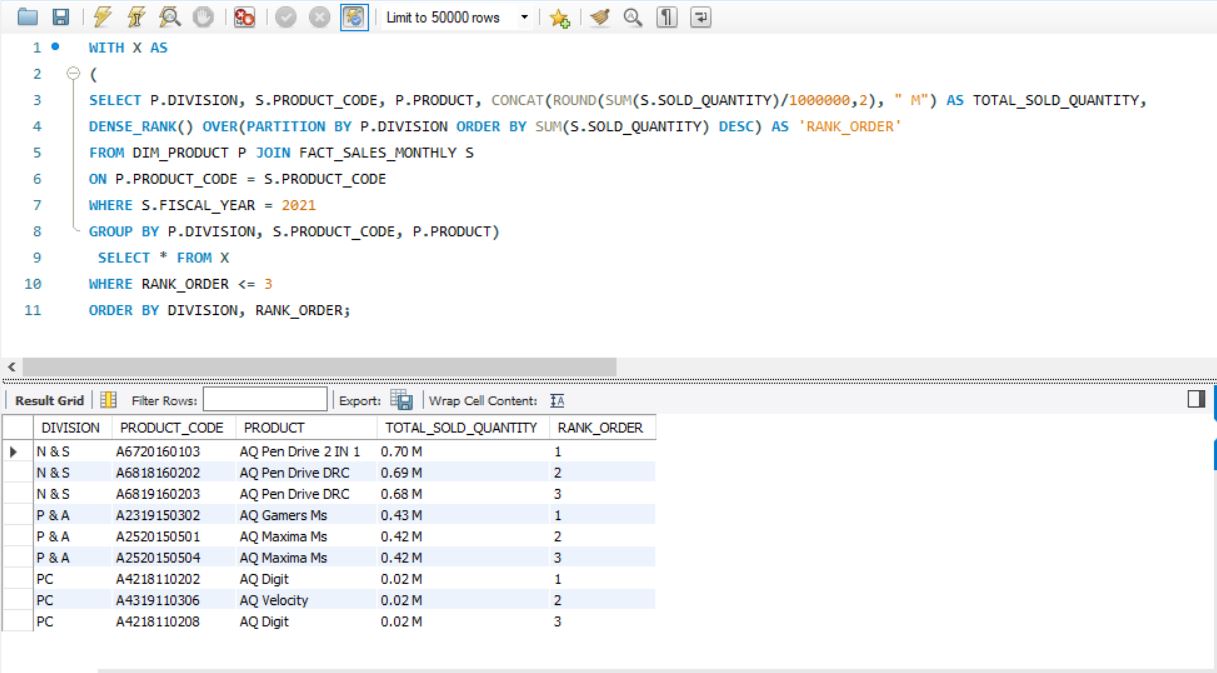 Limit to 50000 rows
1 WITH X AS
2 (
3 SELECT P.DIVISION, S.PRODUCT_CODE, P.PRODUCT, CONCAT(ROUND(SUM(S.SOLD_QUANTITY)/1000000,2), " M") AS TOTAL_SOLD_QUANTITY,
4 DENSE_RANK() OVER(PARTITION BY P.DIVISION ORDER BY SUM(S.SOLD_QUANTITY) DESC) AS 'RANK_ORDER'
5 FROM DIM_PRODUCT P JOIN FACT_SALES_MONTHLY S
6 ON P.PRODUCT_CODE = S.PRODUCT_CODE
7 WHERE S.FISCAL_YEAR = 2021
8 GROUP BY P.DIVISION, S.PRODUCT_CODE, P.PRODUCT)
9 SELECT * FROM X
10 WHERE RANK_ORDER <= 3
11 ORDER BY DIVISION, RANK_ORDER;
Result Grid Filter Rows: Export: Wrap Cell Content:
DIVISION PRODUCT_CODE PRODUCT TOTAL_SOLD_QUANTITY RANK_ORDER
N & S A6720160103 AQ Pen Drive 2 IN 1 0.70 M 1
N & S A6818160202 AQ Pen Drive DRC 0.69 M 2
N & S A6819160203 AQ Pen Drive DRC 0.68 M 3
P & A A2319150302 AQ Gamers Ms 0.43 M 1
P & A A2520150501 AQ Maxima Ms 0.42 M 2
P & A A2520150504 AQ Maxima Ms 0.42 M 3
PC A4218110202 AQ Digit 0.02 M 1
PC A4319110306 AQ Velocity 0.02 M 2
PC A4218110208 AQ Digit 0.02 M 3